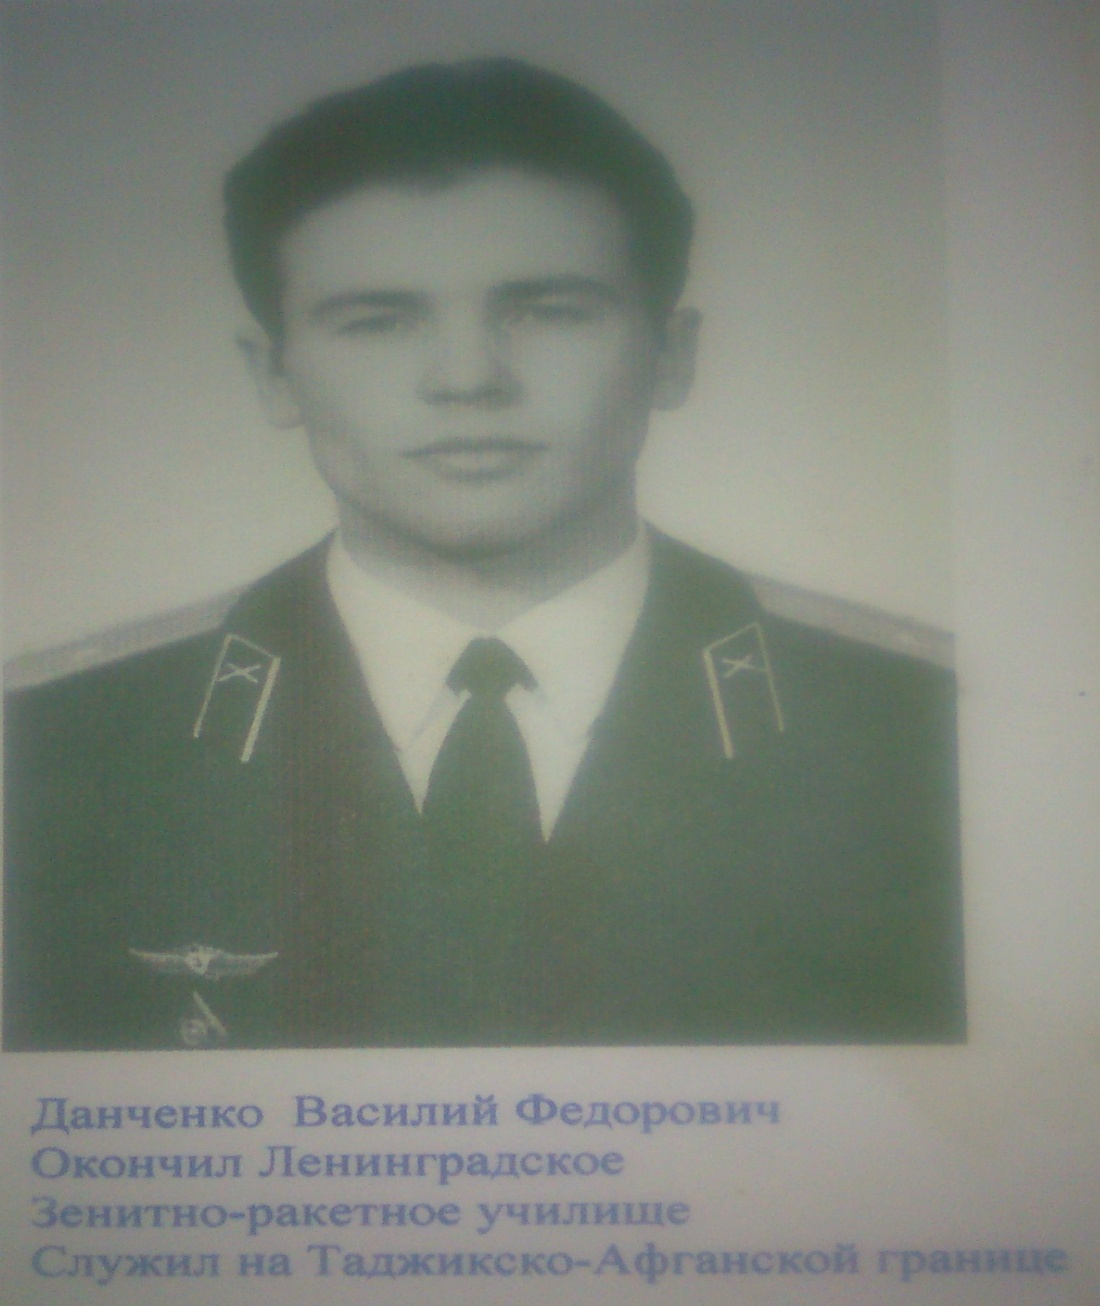 Данченко Василий Федорович
Окончил Ленинградское
Зенитно-ракетное училище
Служил на Таджикско-Афганской границе